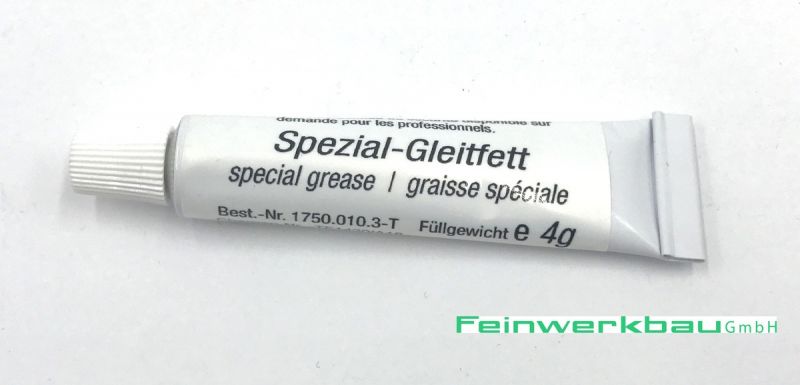 demande pour les professionnels.
Spezial-Gleitfett
special grease / graisse spéciale
Best.-Nr. 1750.010.3-T Füllgewicht e 4g
Feinwerkbau GmbH